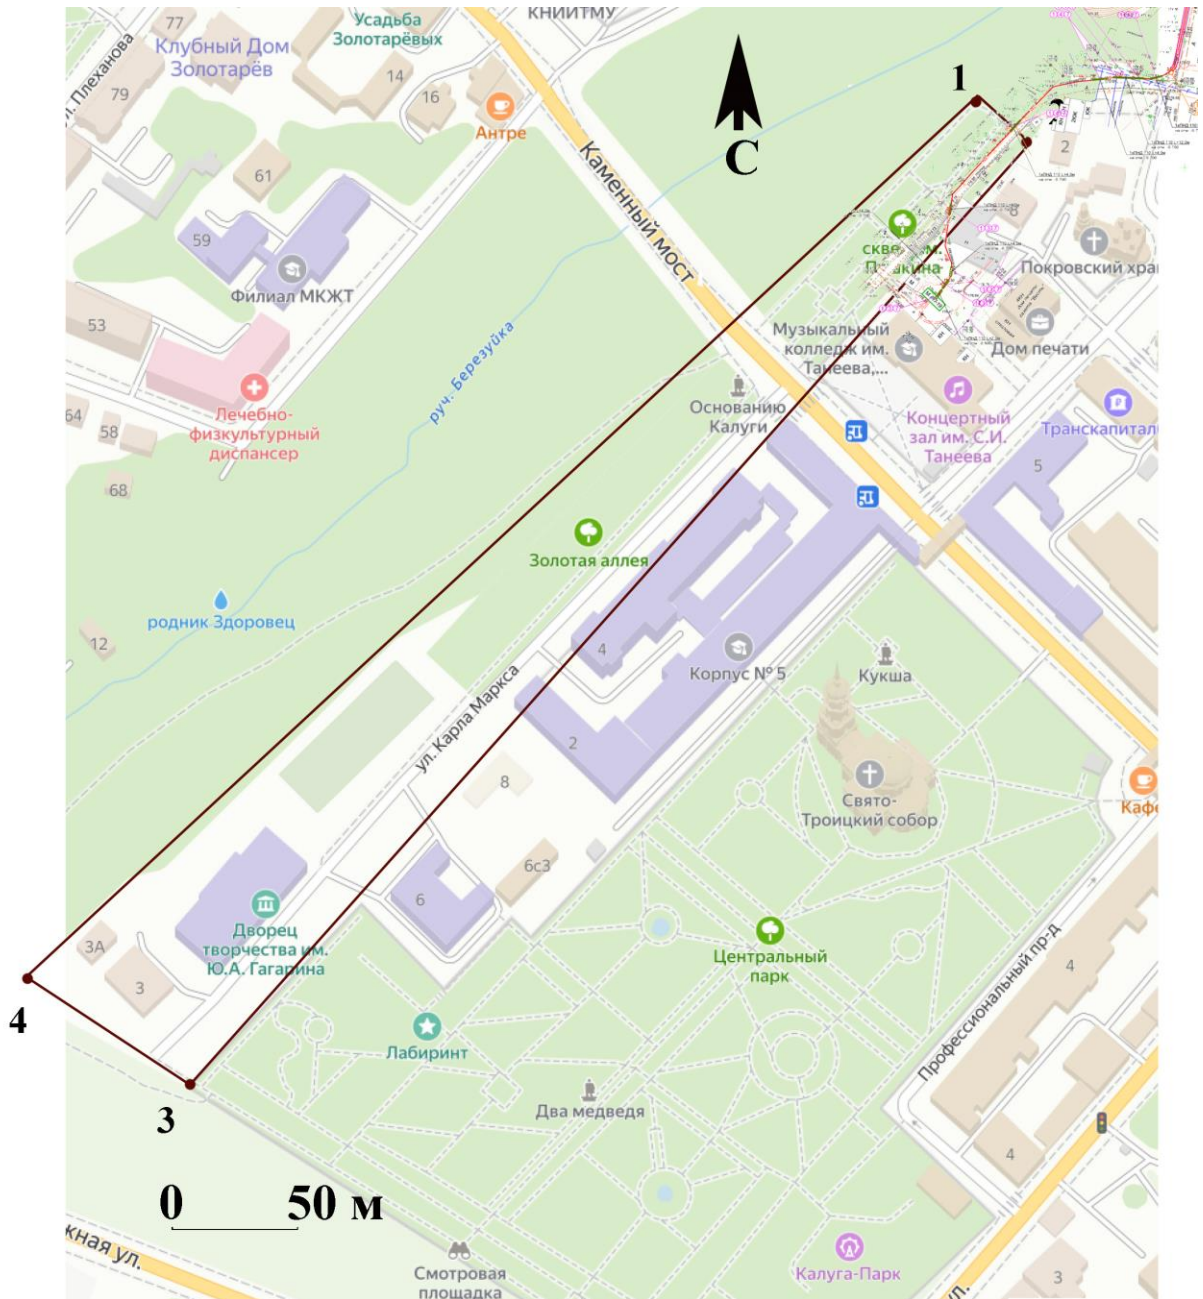 КНИИТМУ
77
Усадьба
Золотарёвых
Клубный Дом
Золотарёв
Плеханова
79
14
16
Антре
1
С
2
Каменный мост
61
59
Филиал МКЖТ
8
Покровский хра
53
руч. Березуйка
Музыкальный
колледж им.
Танеева,...
Дом печати
Лечебно-
физкультурный
диспансер
64
58
68
Основанию
Калуги
Концертный
зал им. С.И.
Танеева
Транскапитал
5
Золотая аллея
родник Здоровец
12
4
Корпус № 5
Кукша
ул. Карла Маркса
2
8
Свято-
Троицкий собор
Кафе
6с3
6
Дворец
творчества им.
Ю.А. Гагарина
3А
3
Центральный
парк
Профессиональный пр-д
4
4
Лабиринт
3
Два медведя
4
0 50 м
жная ул.
Смотровая
площадка
Калуга-Парк
ул.
3